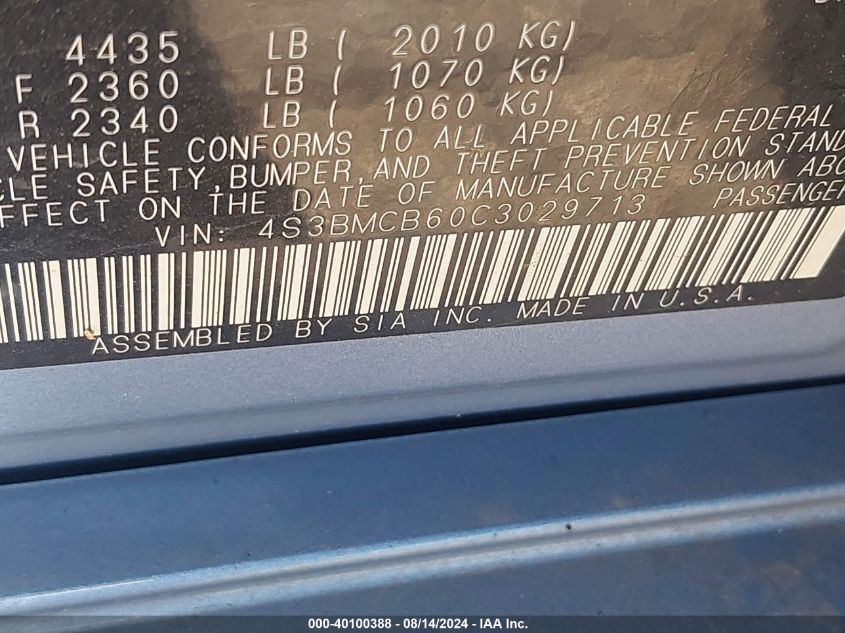 4435 LB ( 2010 KG)
F 2360 LB ( 1070 KG)
R 2340 LB ( 1060 KG)
VEHICLE CONFORMS TO ALL APPLICABLE FEDERAL
CLE SAFETY, BUMPER, AND THEFT PREVENTION STAND
FFECT ON THE DATE OF MANUFACTURE SHOWN ABO
VIN: 4S3BMCB60C3029713 PASSENGER
ASSEMBLED BY SIA INC. MADE IN U.S.A.
000-40100388 - 08/14/2024 - IAA Inc.